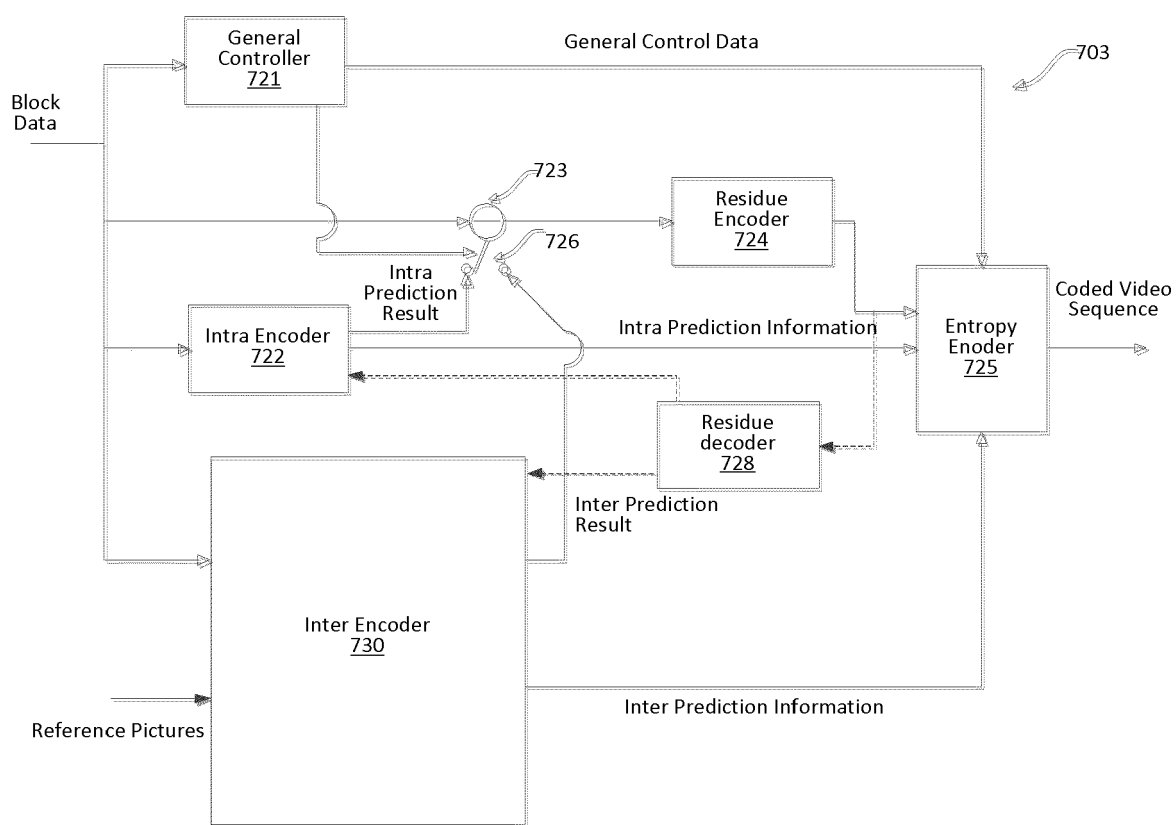 General
Controller
721
General Control Data
703
Block
Data
723
Residue
Encoder
724
726
Intra
Prediction
Result
Coded Video
Sequence
Intra Encoder
722
Intra Prediction Information
Entropy
Enoder
725
Residue
decoder
728
Inter Prediction
Result
Inter Encoder
730
Reference Pictures
Inter Prediction Information